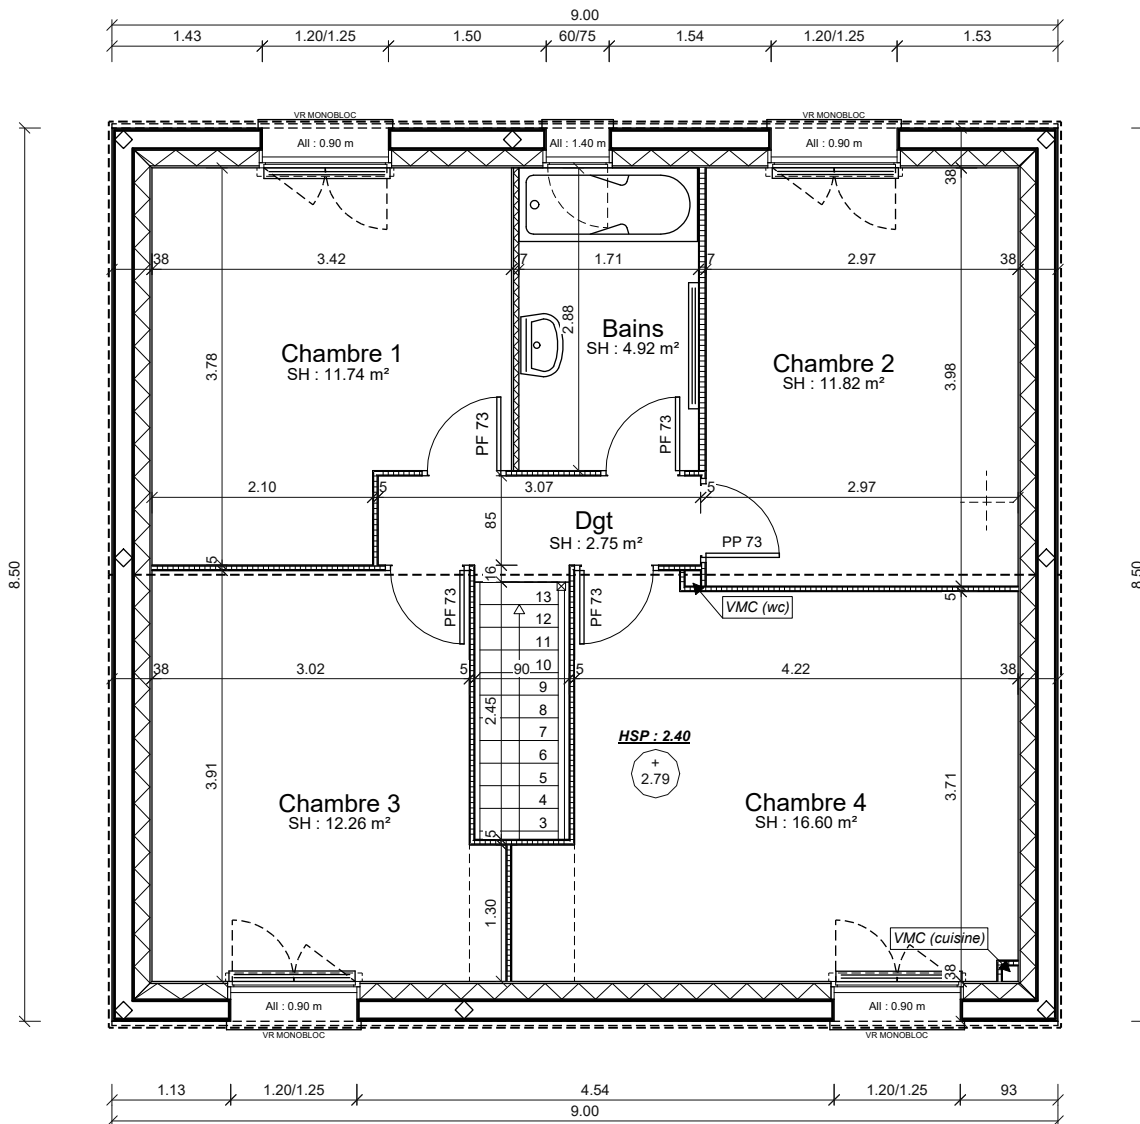 9.00
1.43 1.20/1.25 1.50 60/75 1.54 1.20/1.25 1.53
VR MONOBLOC VR MONOBLOC
All : 0.90 m All : 1.40 m All : 0.90 m
38
38 3.42 7 1.71 7 2.97 38
2.88
Bains
SH : 4.92 m²
Chambre 1
SH : 11.74 m²
Chambre 2
SH : 11.82 m²
3.78
3.98
PF 73
PF 73
2.10 5 3.07 5 2.97
85
Dgt
SH : 2.75 m²
PP 73
8.50
8.50
5
16
5
VMC (wc)
PF 73
PF 73
13
12
11
10
9
8
7
6
5
4
3
38 3.02 5 90 5 4.22 38
2.45
HSP : 2.40
+
2.79
3.91
3.71
Chambre 3
SH : 12.26 m²
Chambre 4
SH : 16.60 m²
5
1.30
VMC (cuisine)
38
All : 0.90 m All : 0.90 m
VR MONOBLOC VR MONOBLOC
1.13 1.20/1.25 4.54 1.20/1.25 93
9.00